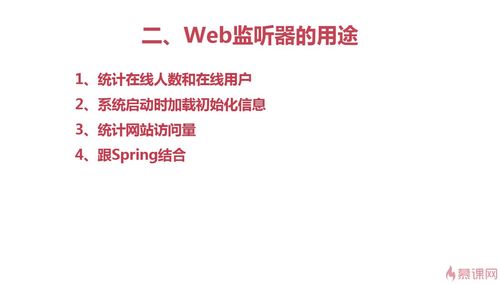 二、Web监听器的用途
1、统计在线人数和在线用户
2、系统启动时加载初始化信息
3、统计网站访问量
4、跟Spring结合
慕课网